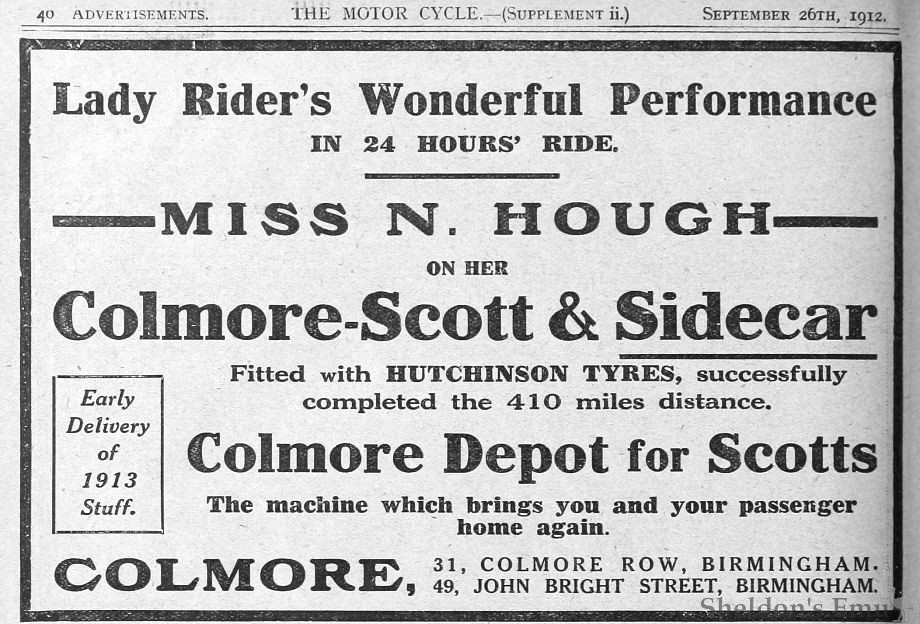 40 ADVERTISEMENTS. THE MOTOR CYCLE.—(SUPPLEMENT ii.) SEPTEMBER 26TH, 1912.
Lady Rider's Wonderful Performance
IN 24 HOURS' RIDE.
MISS N. HOUGH
ON HER
Colmore-Scott & Sidecar
Fitted with HUTCHINSON TYRES, successfully
completed the 410 miles distance.
Early
Delivery
of
1913
Stuff.
Colmore Depot for Scotts
The machine which brings you and your passenger
home again.
COLMORE, 31, COLMORE ROW, BIRMINGHAM.
49, JOHN BRIGHT STREET, BIRMINGHAM.
Sheldon's Emu